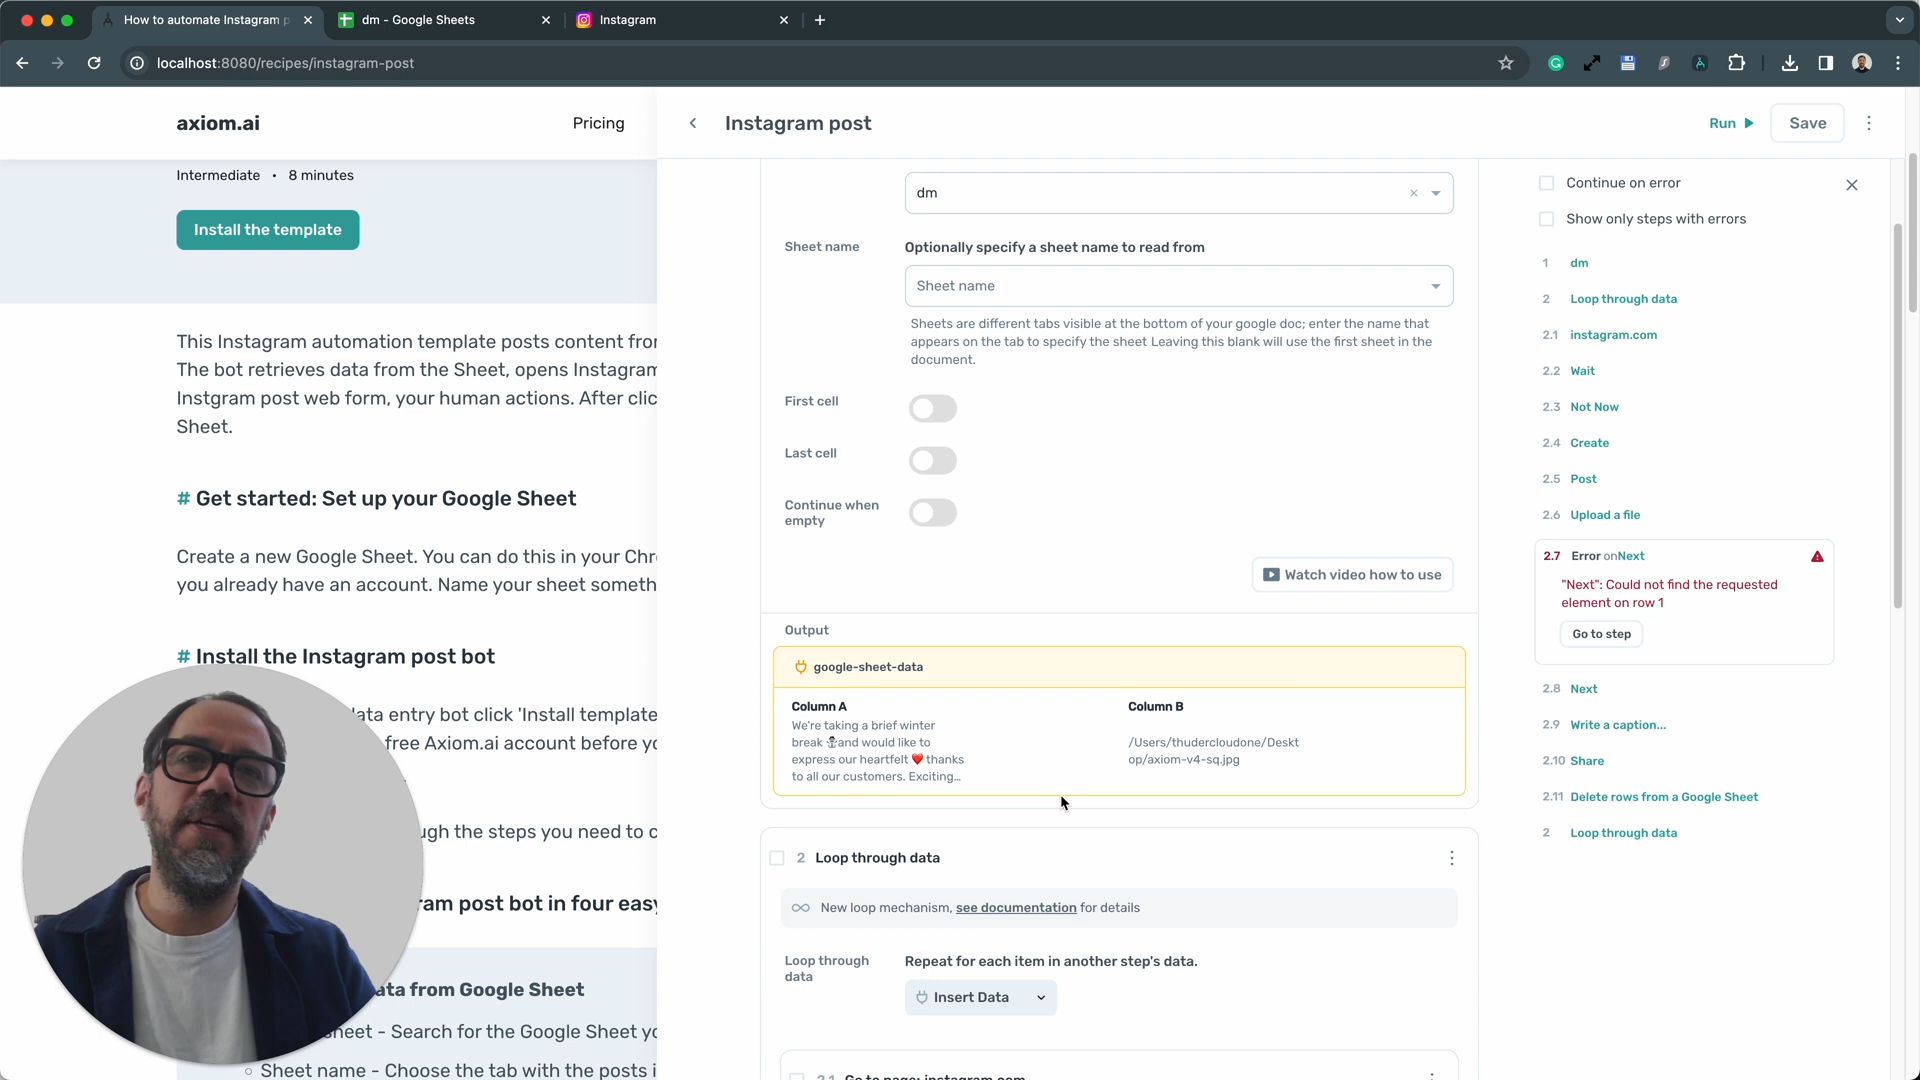 How to automate Instagram p
dm - Google Sheets
Instagram
localhost:8080/recipes/instagram-post
axiom.ai
Pricing
Intermediate • 8 minutes
Install the template
This Instagram automation template posts content fro
The bot retrieves data from the Sheet, opens Instagram
Instgram post web form, your human actions. After clic
Sheet.
# Get started: Set up your Google Sheet
Create a new Google Sheet. You can do this in your Chr
you already have an account. Name your sheet someth
# Install the Instagram post bot
ata entry bot click 'Install template
free Axiom.ai account before yo
gh the steps you need to c
ram post bot in four easy
ata from Google Sheet
heet - Search for the Google Sheet yo
Sheet name - Choose the tab with the posts i
Instagram post
Run
Save
dm
Sheet name
Optionally specify a sheet name to read from
Sheet name
Sheets are different tabs visible at the bottom of your google doc; enter the name that
appears on the tab to specify the sheet Leaving this blank will use the first sheet in the
document.
First cell
Last cell
Continue when
empty
Watch video how to use
Output
google-sheet-data
Column A
We're taking a brief winter
break ⛄and would like to
express our heartfelt ❤️ thanks
to all our customers. Exciting...
Column B
/Users/thudercloudone/Deskt
op/axiom-v4-sq.jpg
2 Loop through data
New loop mechanism, see documentation for details
Loop through
data
Repeat for each item in another step's data.
Insert Data
2.1 Go to page: instagram.com
Continue on error
Show only steps with errors
1 dm
2 Loop through data
2.1 instagram.com
2.2 Wait
2.3 Not Now
2.4 Create
2.5 Post
2.6 Upload a file
2.7 Error onNext
"Next": Could not find the requested
element on row 1
Go to step
2.8 Next
2.9 Write a caption...
2.10 Share
2.11 Delete rows from a Google Sheet
2 Loop through data